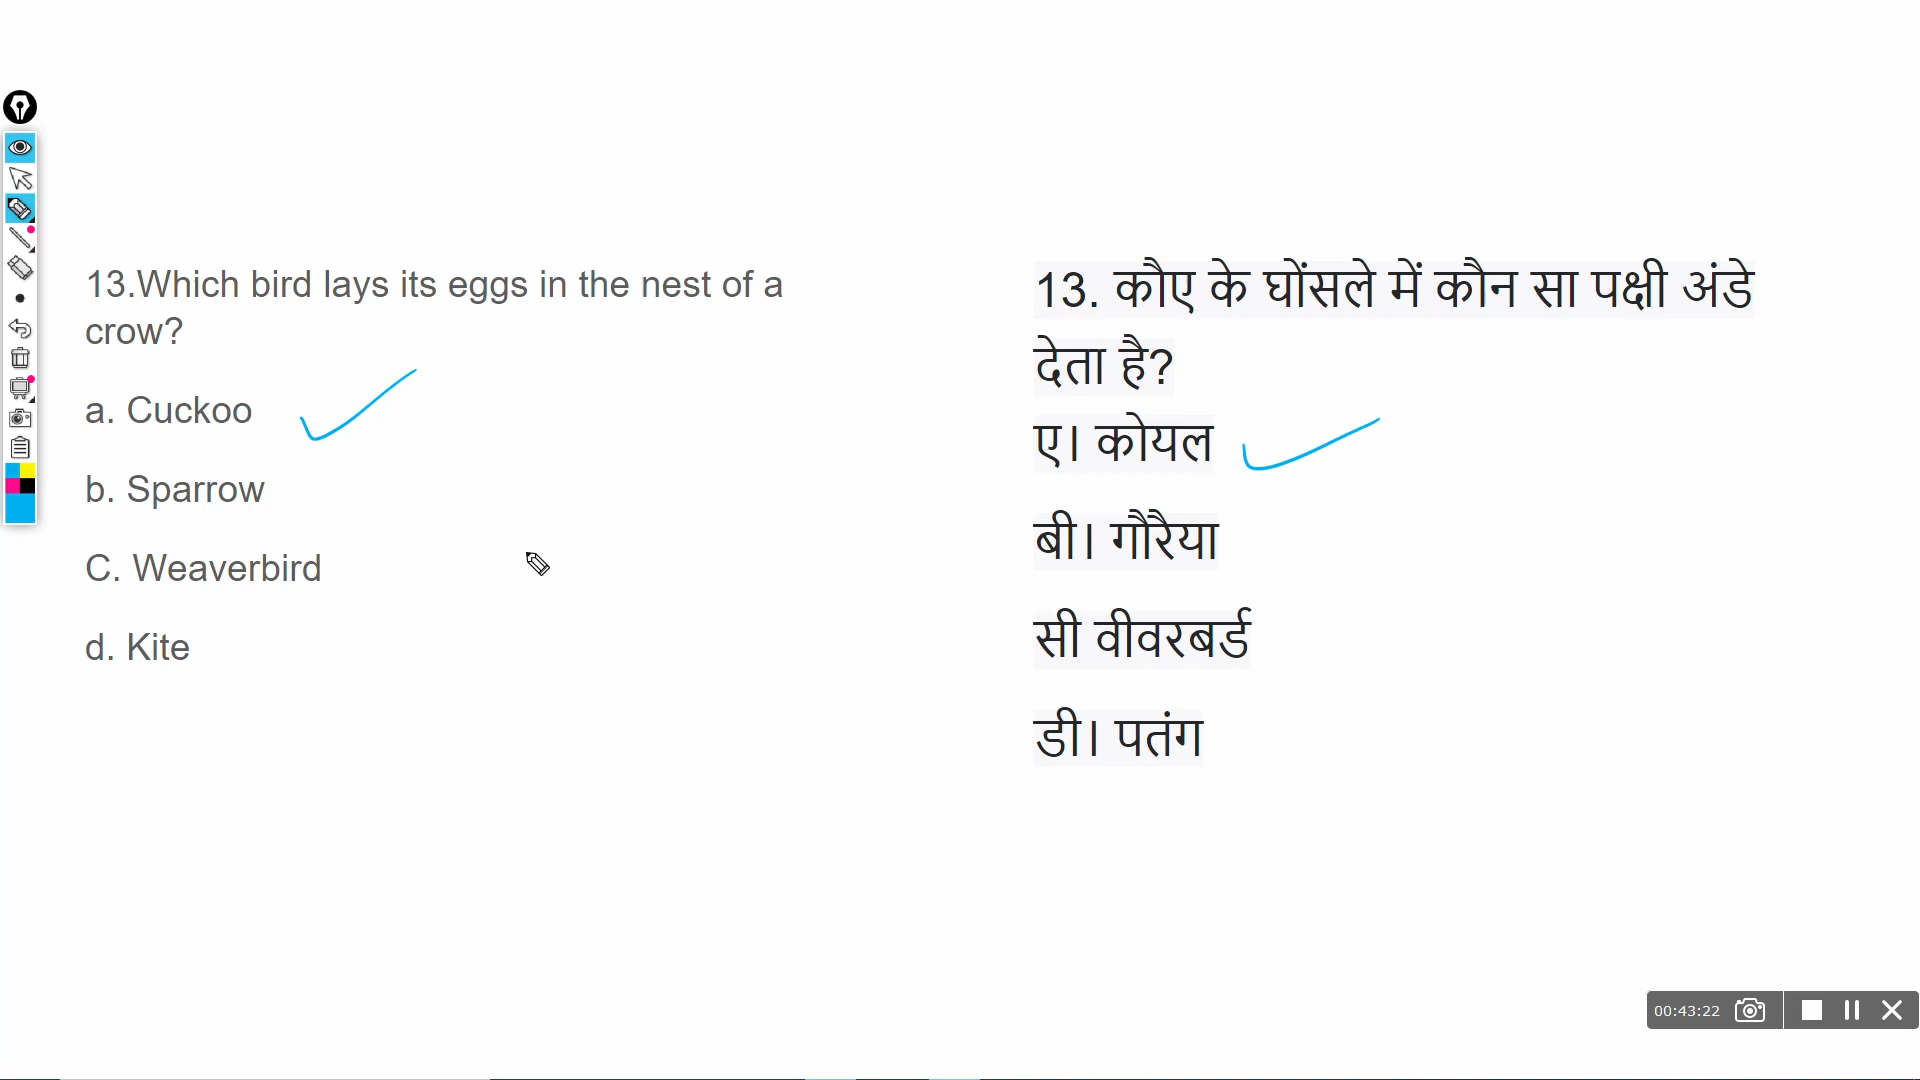 13.Which bird lays its eggs in the nest of a
crow?
a. Cuckoo
b. Sparrow
C. Weaverbird
d. Kite
13. कौए के घोंसले में कौन सा पक्षी अंडे
देता है?
ए। कोयल
बी। गौरैया
सी वीवरबर्ड
डी। पतंग
00:43:22